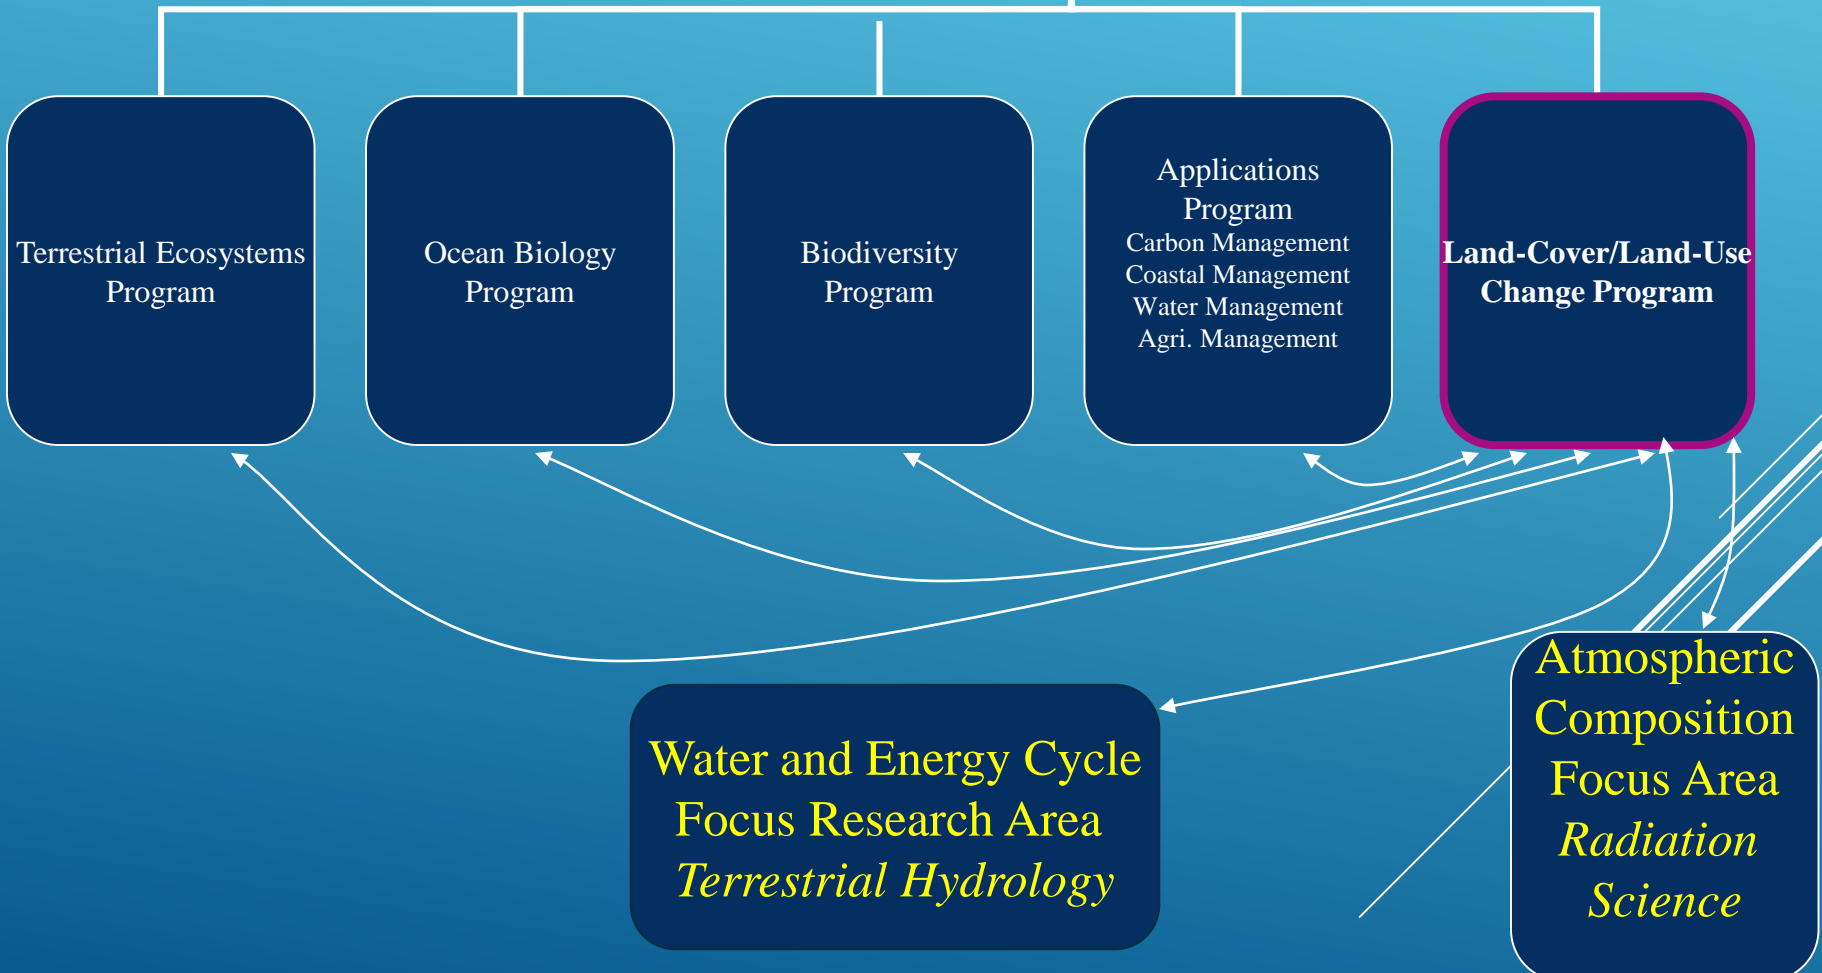 Terrestrial Ecosystems
Program
Ocean Biology
Program
Biodiversity
Program
Applications
Program
Carbon Management
Coastal Management
Water Management
Agri. Management
Land-Cover/Land-Use
Change Program
Water and Energy Cycle
Focus Research Area
Terrestrial Hydrology
Atmospheric
Composition
Focus Area
Radiation
Science